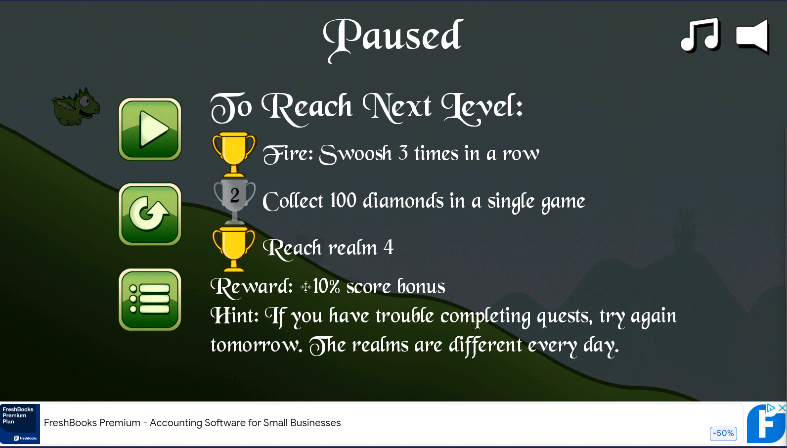 Paused
To Reach Next Level:
Fire: Swoosh 3 times in a row
2
Collect 100 diamonds in a single game
Reach realm 4
Reward: +10% score bonus
Hint: If you have trouble completing quests, try again
tomorrow. The realms are different every day.
FreshBooks
Premium
Plan
FreshBooks
FreshBooks Premium - Accounting Software for Small Businesses
-50%
F